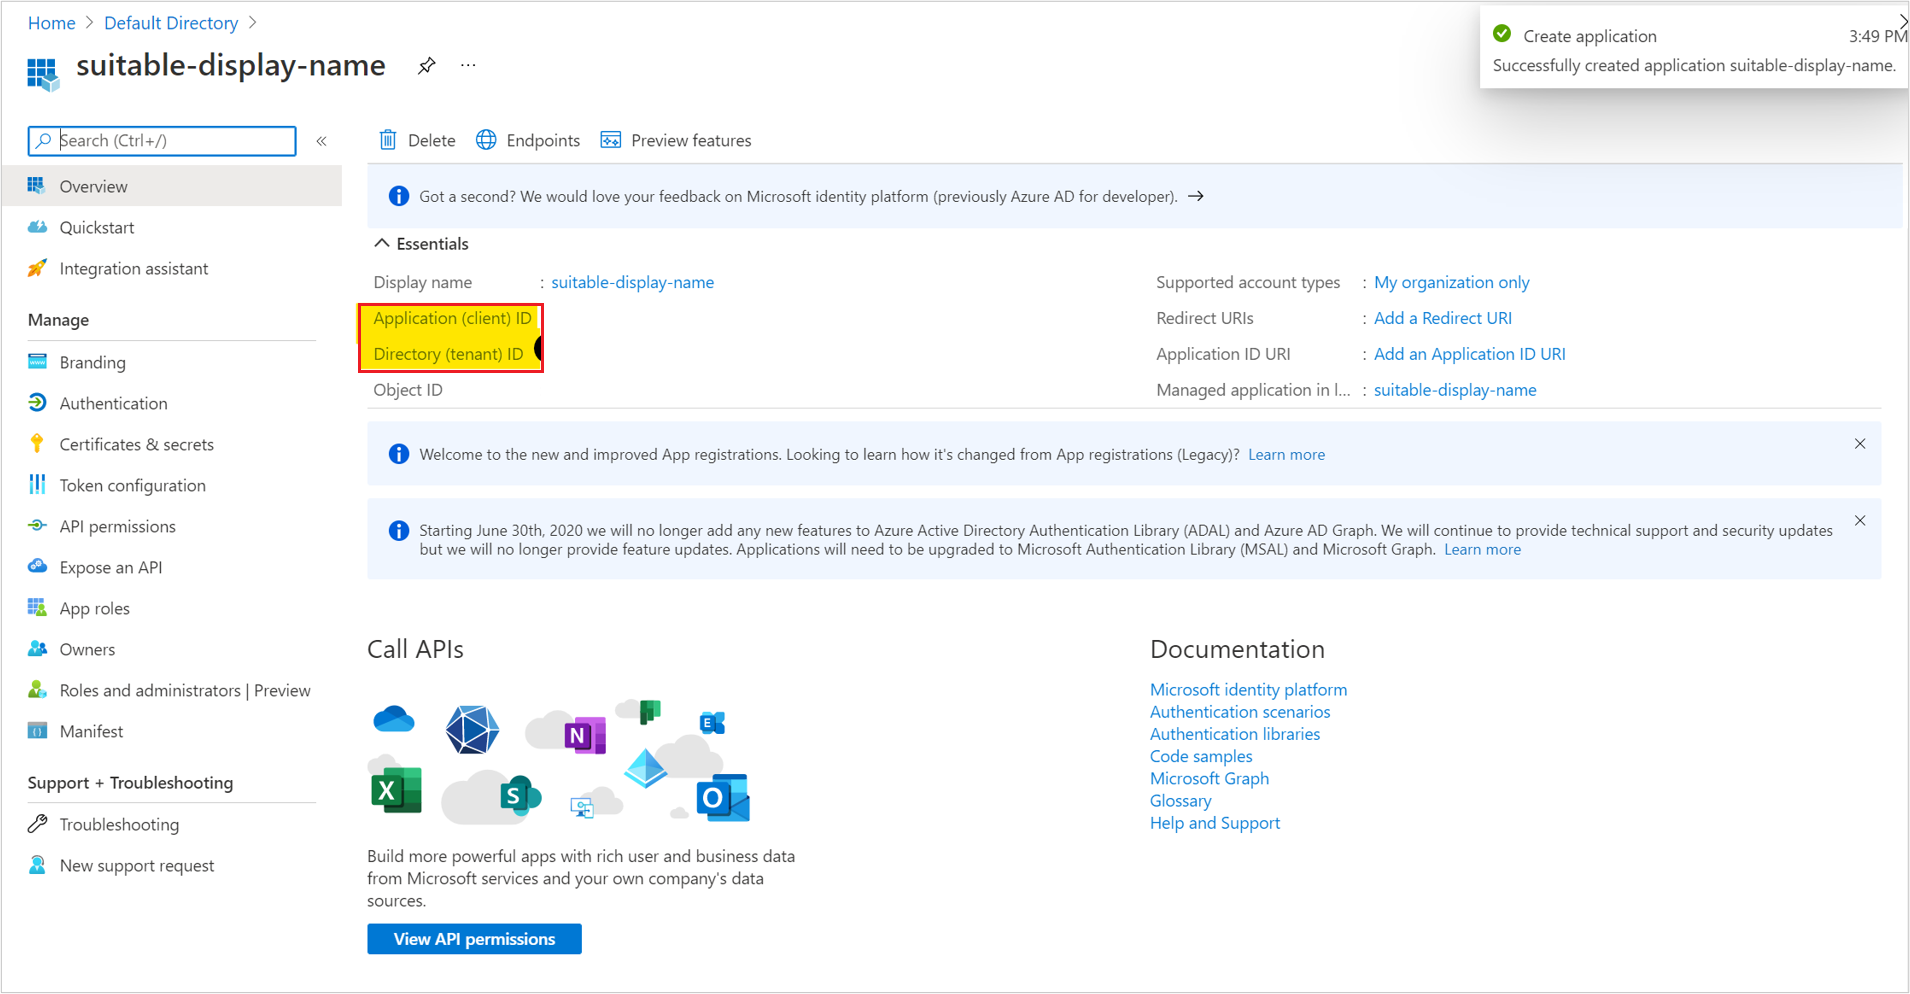 Home > Default Directory >
suitable-display-name ...
Create application 3:49 PM
Successfully created application suitable-display-name.
Search (Ctrl+/) «
Overview
Quickstart
Integration assistant
Manage
Branding
Authentication
Certificates & secrets
Token configuration
API permissions
Expose an API
App roles
Owners
Roles and administrators | Preview
Manifest
Support + Troubleshooting
Troubleshooting
New support request
Delete Endpoints Preview features
Got a second? We would love your feedback on Microsoft identity platform (previously Azure AD for developer). →
Essentials
Display name : suitable-display-name
Application (client) ID
Directory (tenant) ID
Object ID
Supported account types : My organization only
Redirect URIs : Add a Redirect URI
Application ID URI : Add an Application ID URI
Managed application in l... : suitable-display-name
Welcome to the new and improved App registrations. Looking to learn how it's changed from App registrations (Legacy)? Learn more
Starting June 30th, 2020 we will no longer add any new features to Azure Active Directory Authentication Library (ADAL) and Azure AD Graph. We will continue to provide technical support and security updates
but we will no longer provide feature updates. Applications will need to be upgraded to Microsoft Authentication Library (MSAL) and Microsoft Graph. Learn more
Call APIs
N
E
X
S
O
Build more powerful apps with rich user and business data
from Microsoft services and your own company's data
sources.
View API permissions
Documentation
Microsoft identity platform
Authentication scenarios
Authentication libraries
Code samples
Microsoft Graph
Glossary
Help and Support